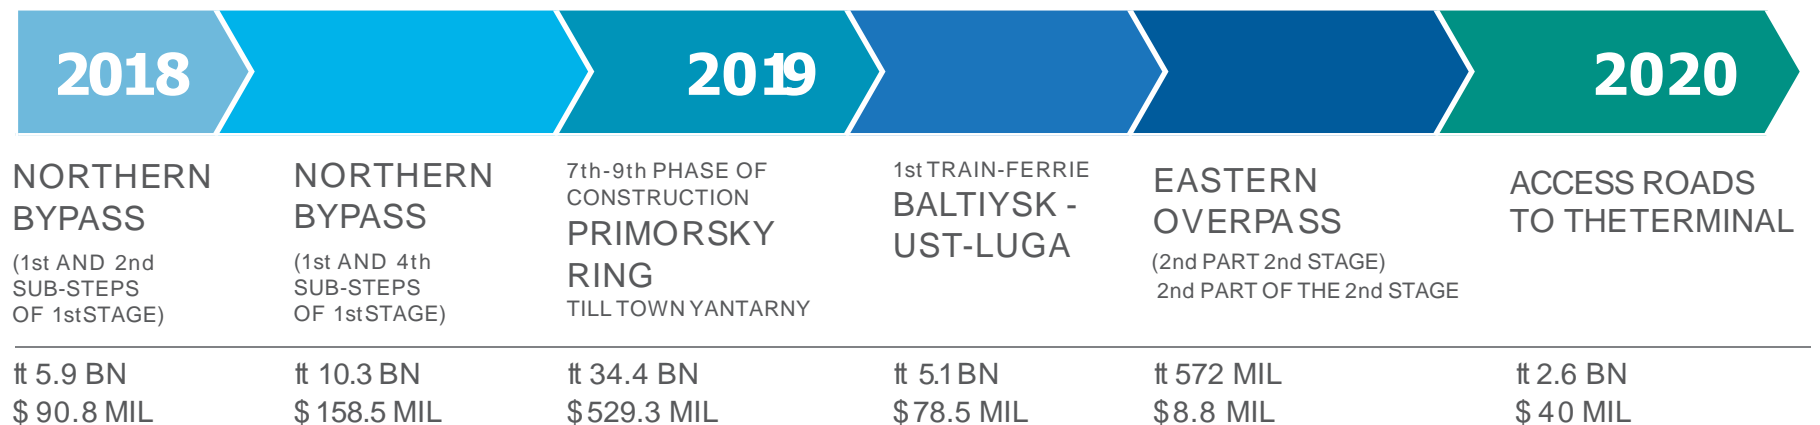 2018
2019
2020
NORTHERN
BYPASS
(1st AND 2nd
SUB-STEPS
OF 1st STAGE)
NORTHERN
BYPASS
(1st AND 4th
SUB-STEPS
OF 1st STAGE)
7th-9th PHASE OF
CONSTRUCTION
PRIMORSKY
RING
TILL TOWN YANTARNY
1st TRAIN-FERRIE
BALTIYSK -
UST-LUGA
EASTERN
OVERPASS
(2nd PART 2nd STAGE)
2nd PART OF THE 2nd STAGE
ACCESS ROADS
TO THETERMINAL
₶ 5.9 BN
$ 90.8 MIL
₶ 10.3 BN
$ 158.5 MIL
₶ 34.4 BN
$ 529.3 MIL
₶ 5.1 BN
$ 78.5 MIL
₶ 572 MIL
$ 8.8 MIL
₶ 2.6 BN
$ 40 MIL